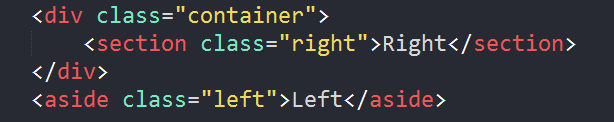 <div class="container">
    <section class="right">Right</section>
</div>
<aside class="left">Left</aside>